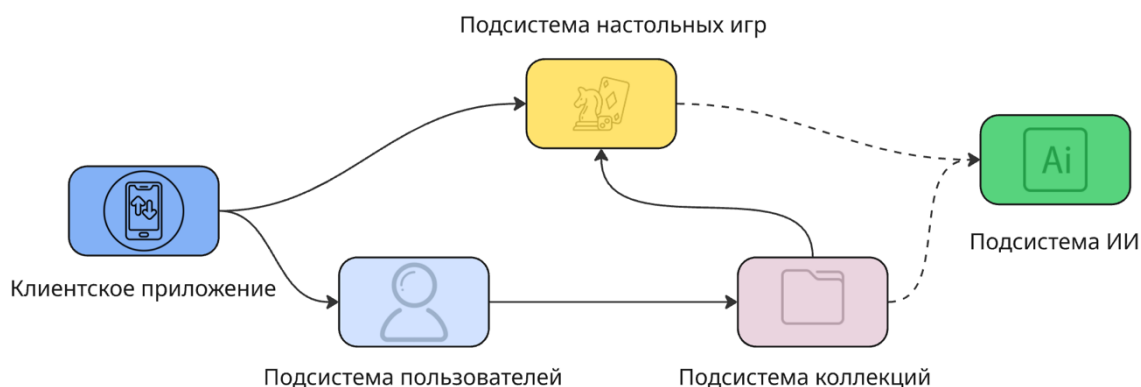 Подсистема настольных игр
Ai
Подсистема ИИ
Клиентское приложение
Подсистема пользователей
Подсистема коллекций